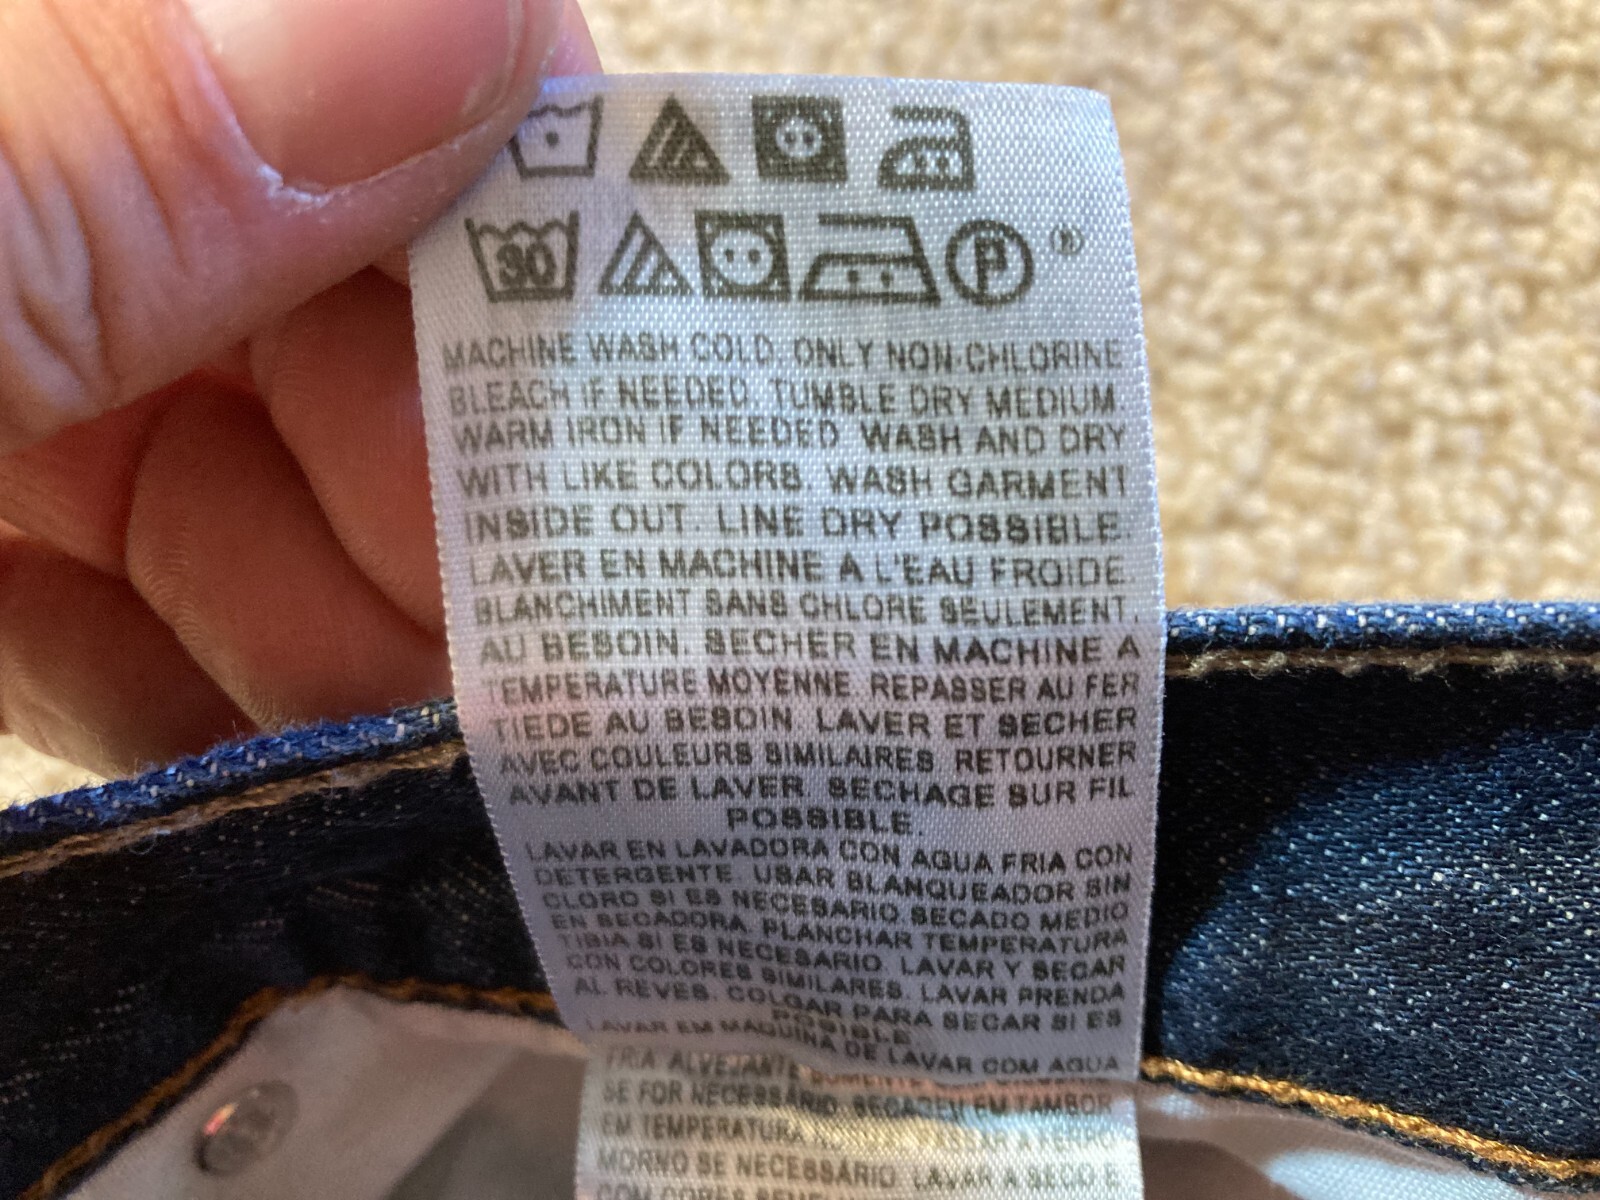 30 P ®
MACHINE WASH COLD. ONLY NON-CHLORINE
BLEACH IF NEEDED. TUMBLE DRY MEDIUM.
WARM IRON IF NEEDED. WASH AND DRY
WITH LIKE COLORS. WASH GARMENT
INSIDE OUT. LINE DRY POSSIBLE.
LAVER EN MACHINE A L'EAU FROIDE.
BLANCHIMENT SANS CHLORE SEULEMENT,
AU BESOIN. SECHER EN MACHINE A
TEMPERATURE MOYENNE. REPASSER AU FER
TIEDE AU BESOIN. LAVER ET SECHER
AVEC COULEURS SIMILAIRES. RETOURNER
AVANT DE LAVER. SECHAGE SUR FIL
POSSIBLE.
LAVAR EN LAVADORA CON AGUA FRIA CON
DETERGENTE. USAR BLANQUEADOR SIN
CLORO SI ES NECESARIO. SECADO MEDIO
EN SECADORA. PLANCHAR TEMPERATURA
TIBIA SI ES NECESARIO. LAVAR Y SECAR
CON COLORES SIMILARES. LAVAR PRENDA
AL REVES. COLGAR PARA SECAR SI ES
POSIBLE.
LAVAR EM MAQUINA DE LAVAR COM AGUA
FRIA. ALVEJANTE
SE FOR NECESSÁRIO. SECAGEM EM TAMBOR
EM TEMPERATURA
MORNO SE NECESSÁRIO. LAVAR A SECO E